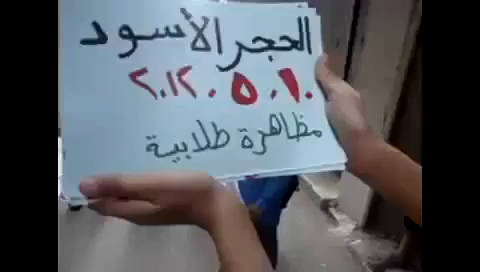 الحجر الأسود
٢٠١٢ . ٥ . ١٠
مظاهرة طلابية